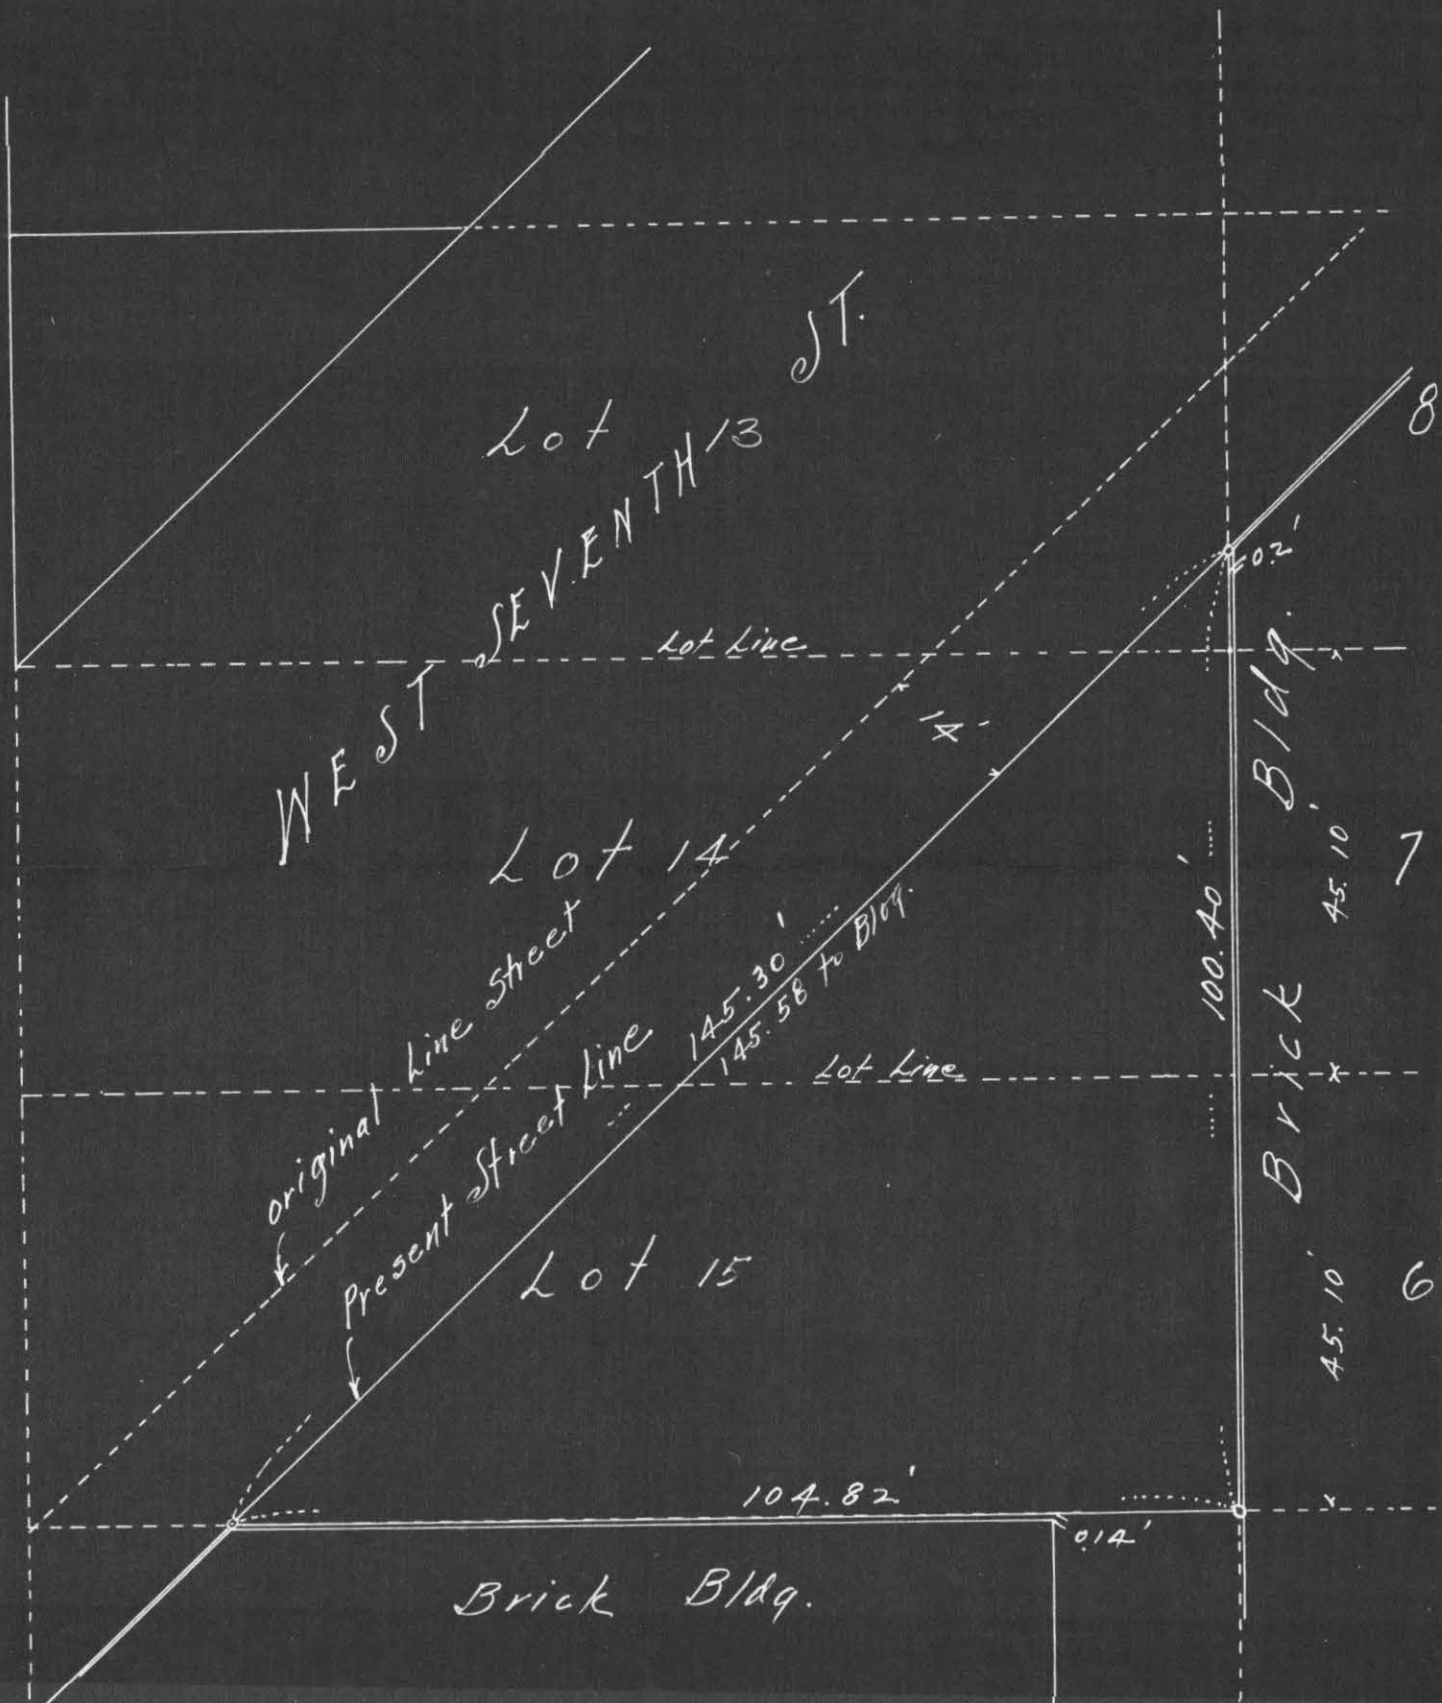 Lot 13
WEST SEVENTH ST.
8
0.2'
Lot Line
14'
Lot 14
Brick Bldg.
45.10'
7
100.40'
145.30'
145.58 to Bldg.
original Line Street
Present Street Line
Lot Line
Lot 15
45.10'
6
104.82'
0.14'
Brick Bldg.